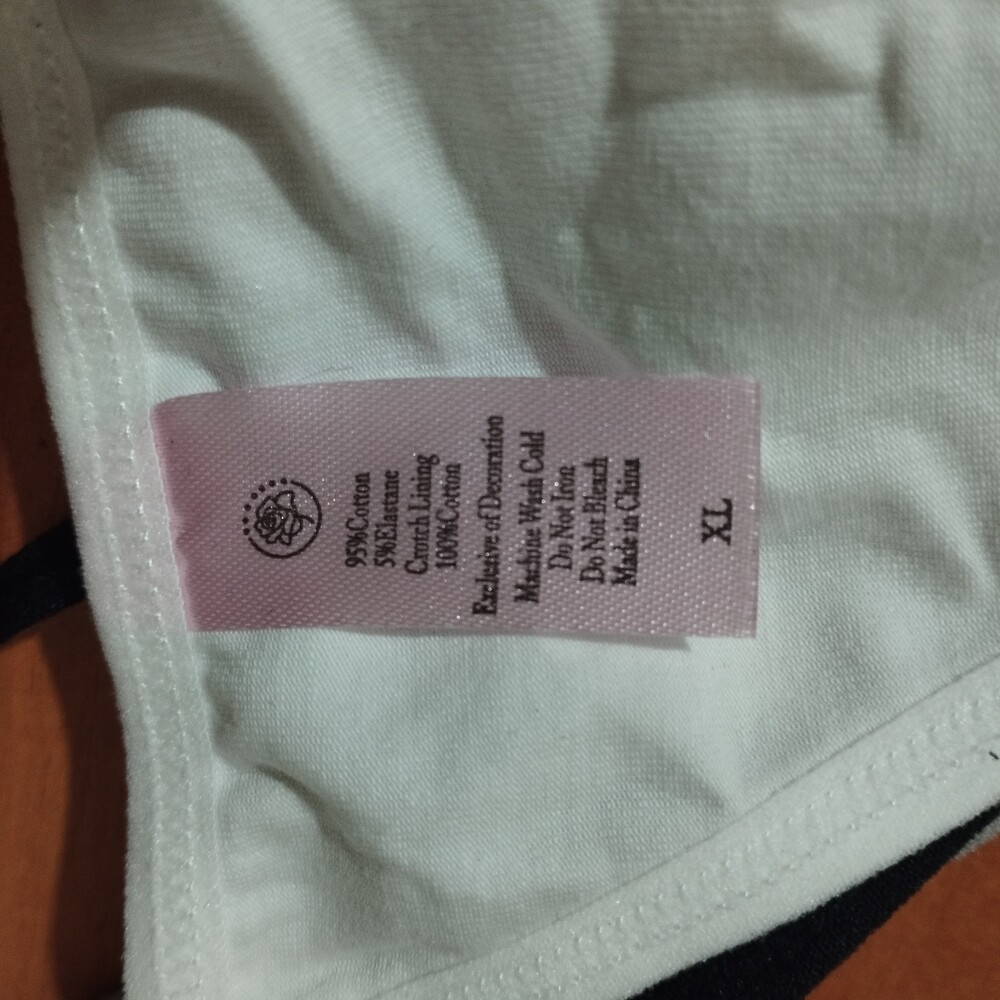 95%Cotton
5%Elastane
Crotch Lining
100%Cotton
Exclusive of Decoration
Machine Wash Cold
Do Not Iron
Do Not Bleach
Made in China
XL